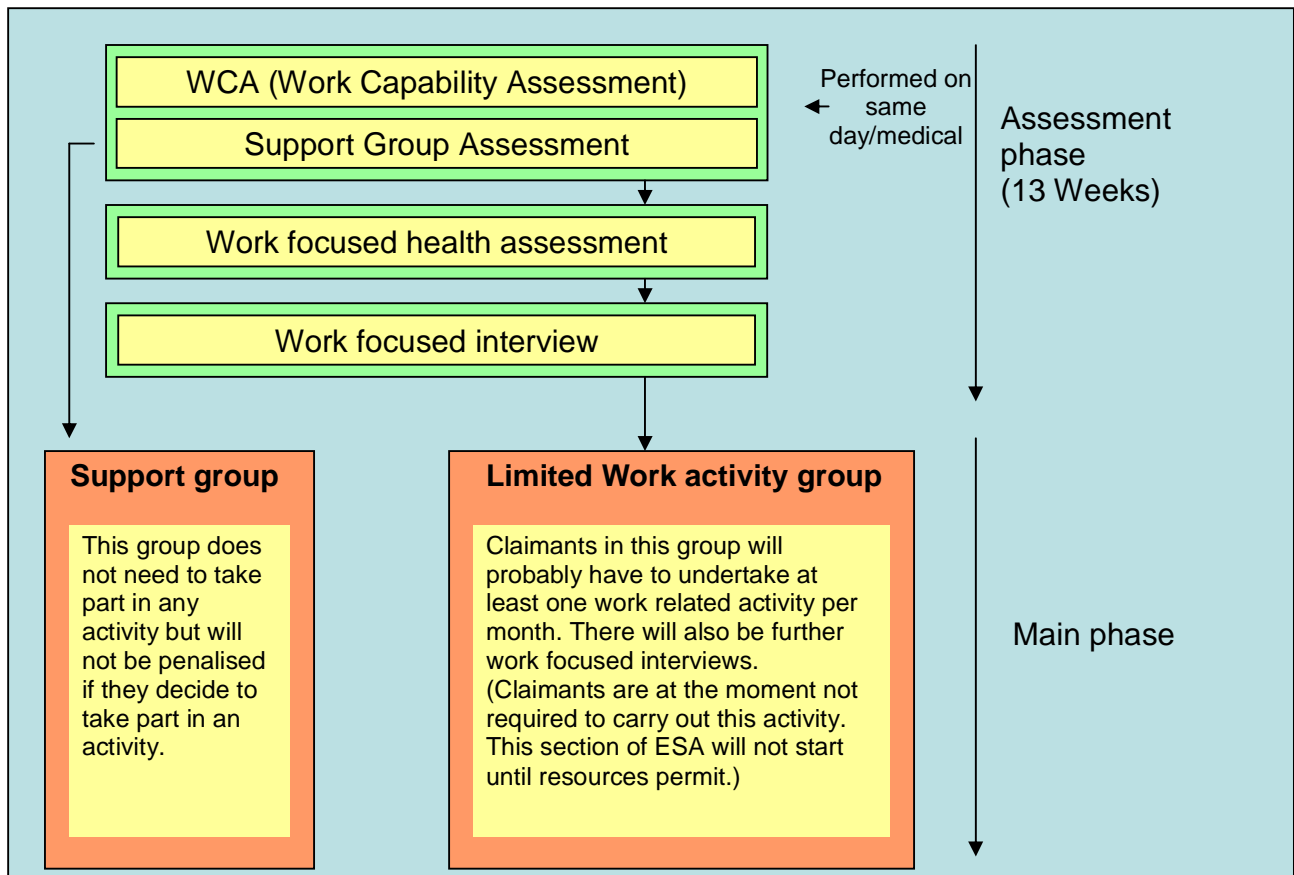 WCA (Work Capability Assessment)
Support Group Assessment
Performed on
same
day/medical
Assessment
phase
(13 Weeks)
Work focused health assessment
Work focused interview
Support group
This group does
not need to take
part in any
activity but will
not be penalised
if they decide to
take part in an
activity.
Limited Work activity group
Claimants in this group will
probably have to undertake at
least one work related activity per
month. There will also be further
work focused interviews.
(Claimants are at the moment not
required to carry out this activity.
This section of ESA will not start
until resources permit.)
Main phase